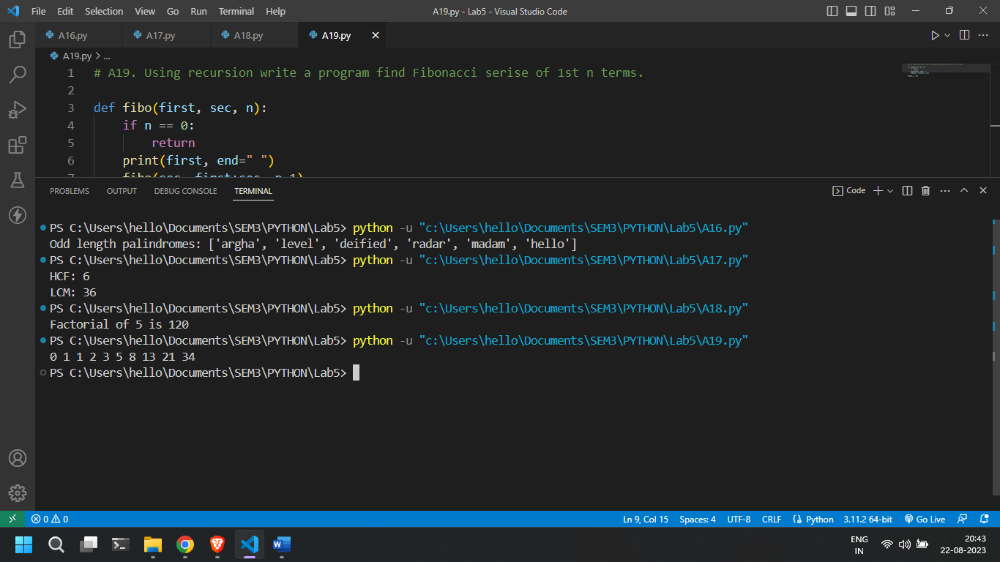 File Edit Selection View Go Run Terminal Help A19.py - Lab5 - Visual Studio Code
A16.py A17.py A18.py A19.py
A19.py > ...
1 # A19. Using recursion write a program find Fibonacci serise of 1st n terms.
2
3 def fibo(first, sec, n):
4     if n == 0:
5         return
6     print(first, end=" ")
7     fibo(sec, first+sec, n-1)
PROBLEMS OUTPUT DEBUG CONSOLE TERMINAL Code
PS C:\Users\hello\Documents\SEM3\PYTHON\Lab5> python -u "c:\Users\hello\Documents\SEM3\PYTHON\Lab5\A16.py"
Odd length palindromes: ['argha', 'level', 'deified', 'radar', 'madam', 'hello']
PS C:\Users\hello\Documents\SEM3\PYTHON\Lab5> python -u "c:\Users\hello\Documents\SEM3\PYTHON\Lab5\A17.py"
HCF: 6
LCM: 36
PS C:\Users\hello\Documents\SEM3\PYTHON\Lab5> python -u "c:\Users\hello\Documents\SEM3\PYTHON\Lab5\A18.py"
Factorial of 5 is 120
PS C:\Users\hello\Documents\SEM3\PYTHON\Lab5> python -u "c:\Users\hello\Documents\SEM3\PYTHON\Lab5\A19.py"
0 1 1 2 3 5 8 13 21 34
PS C:\Users\hello\Documents\SEM3\PYTHON\Lab5>
0 0 Ln 9, Col 15 Spaces: 4 UTF-8 CRLF Python 3.11.2 64-bit Go Live
ENG 20:43
IN 22-08-2023